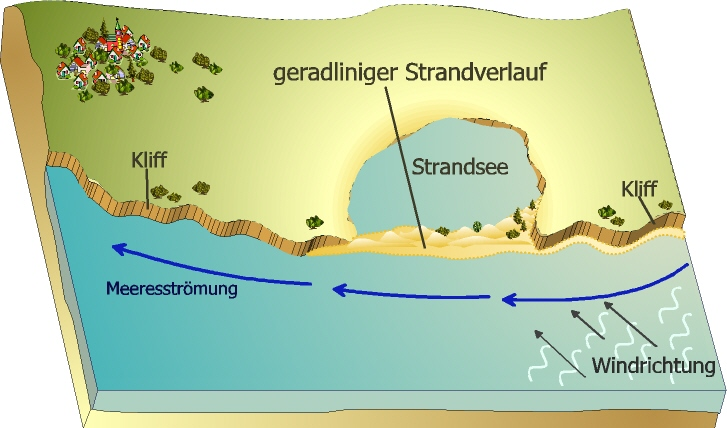 geradliniger Strandverlauf
Kliff
Strandsee
Kliff
Meeresströmung
Windrichtung